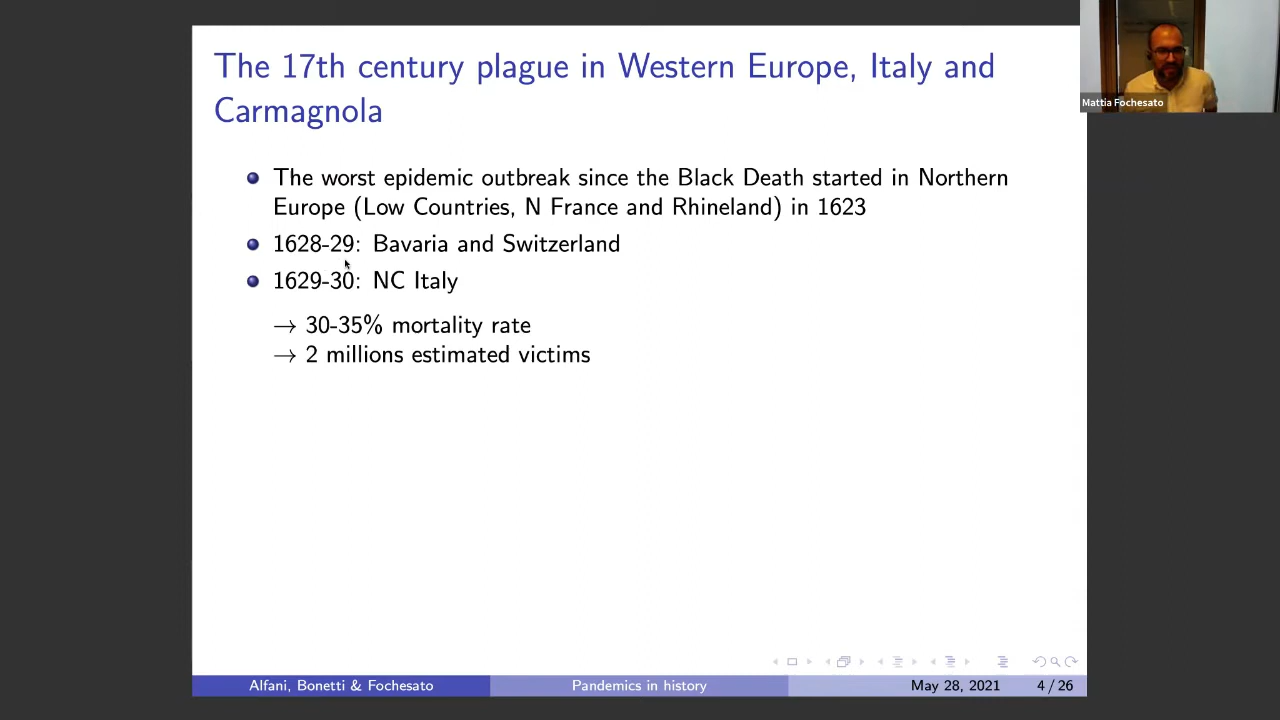 The 17th century plague in Western Europe, Italy and
Carmagnola
The worst epidemic outbreak since the Black Death started in Northern
Europe (Low Countries, N France and Rhineland) in 1623
1628-29: Bavaria and Switzerland
1629-30: NC Italy
→ 30-35% mortality rate
→ 2 millions estimated victims
Alfani, Bonetti & Fochesato
Pandemics in history
May 28, 2021
4 / 26
Mattia Fochesato